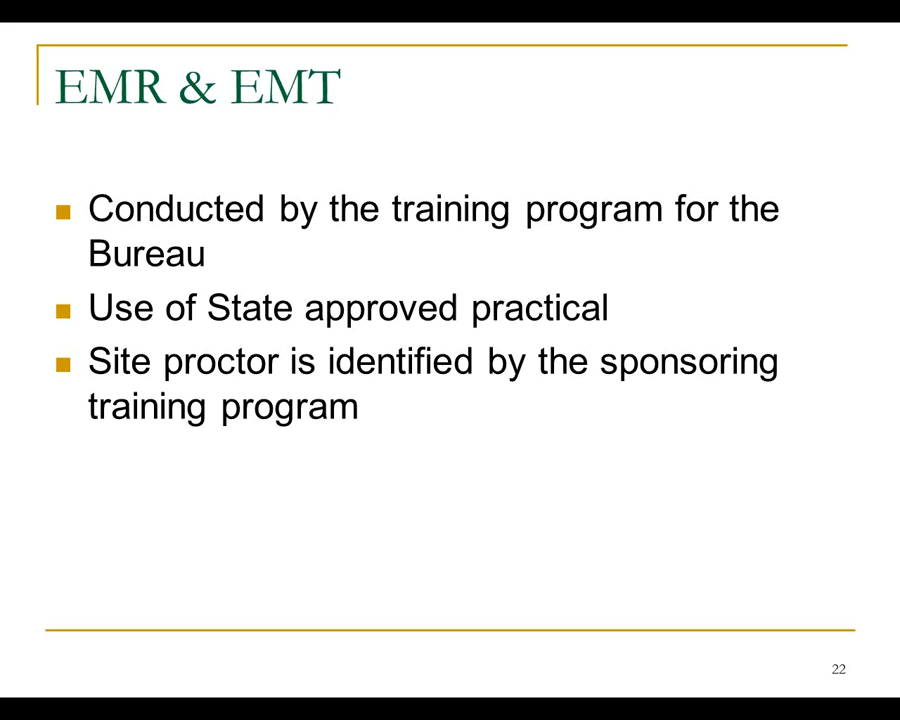 EMR & EMT
Conducted by the training program for the
Bureau
Use of State approved practical
Site proctor is identified by the sponsoring
training program
22